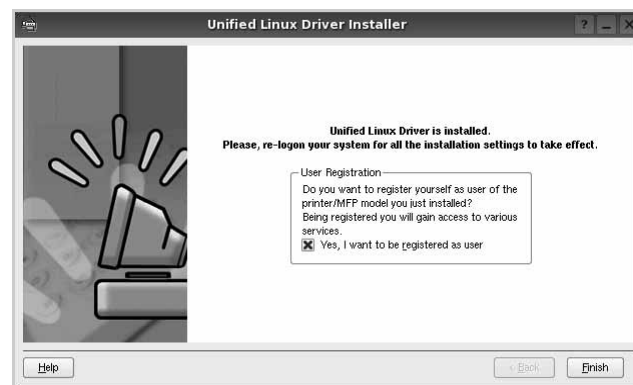 Unified Linux Driver Installer
Unified Linux Driver is installed.
Please, re-logon your system for all the installation settings to take effect.
User Registration
Do you want to register yourself as user of the
printer/MFP model you just installed?
Being registered you will gain access to various
services.
Yes, I want to be registered as user
Help
< Back
Finish